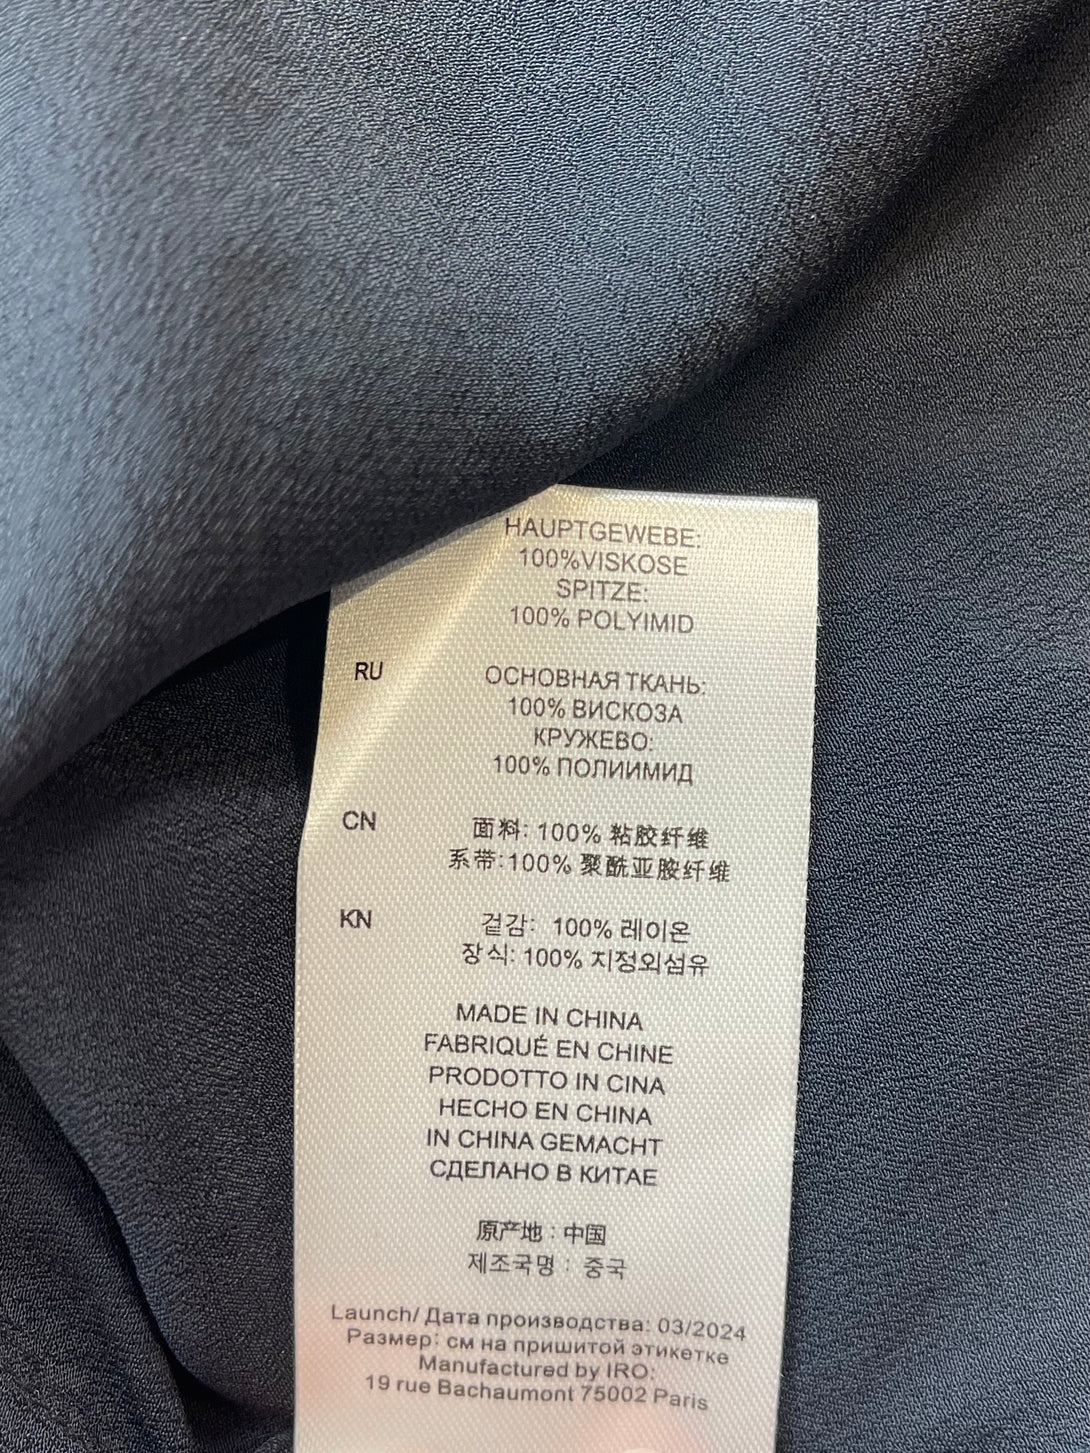 HAUPTGEWEBE:
100%VISKOSE
SPITZE:
100% POLYIMID
RU ОСНОВНАЯ ТКАНЬ:
100% ВИСКОЗА
КРУЖЕВО:
100% ПОЛИИМИД
CN 面料: 100% 粘胶纤维
系带:100% 聚酰亚胺纤维
KN 겉감: 100% 레이온
장식: 100% 지정외섬유
MADE IN CHINA
FABRIQUÉ EN CHINE
PRODOTTO IN CINA
HECHO EN CHINA
IN CHINA GEMACHT
СДЕЛАНО В КИТАЕ
原产地 : 中国
제조국명 : 중국
Launch/ Дата производства: 03/2024
Размер: см на пришитой этикетке
Manufactured by IRO:
19 rue Bachaumont 75002 Paris